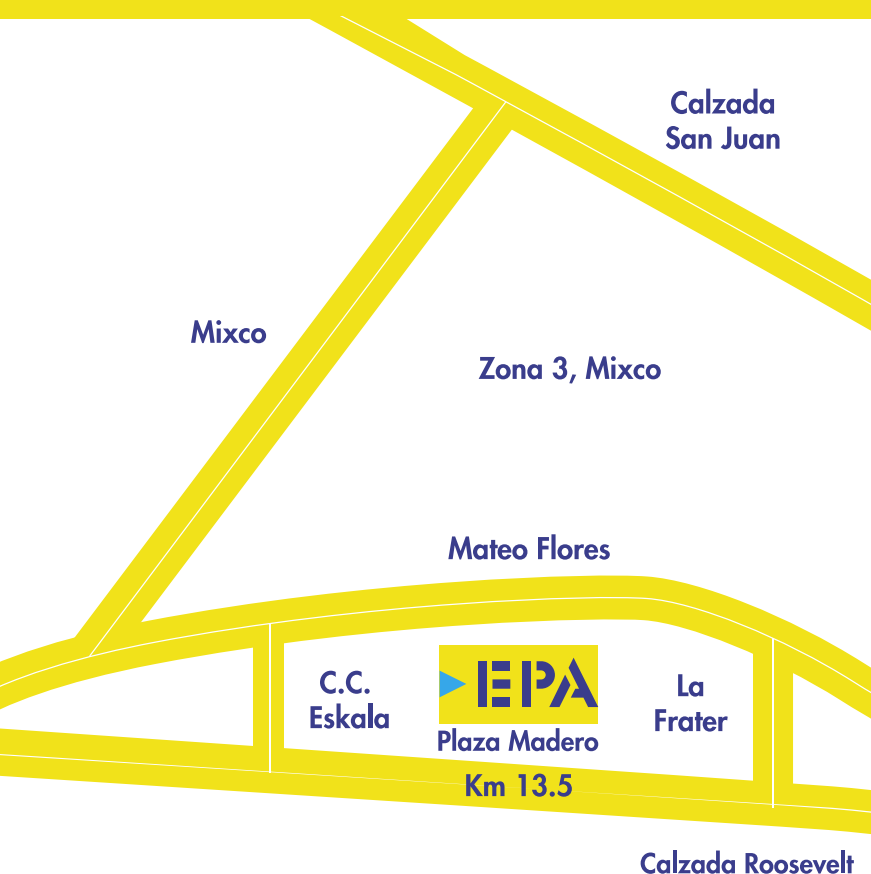 Calzada
San Juan
Mixco
Zona 3, Mixco
Mateo Flores
C.C.
Eskala
EPA
La
Frater
Plaza Madero
Km 13.5
Calzada Roosevelt